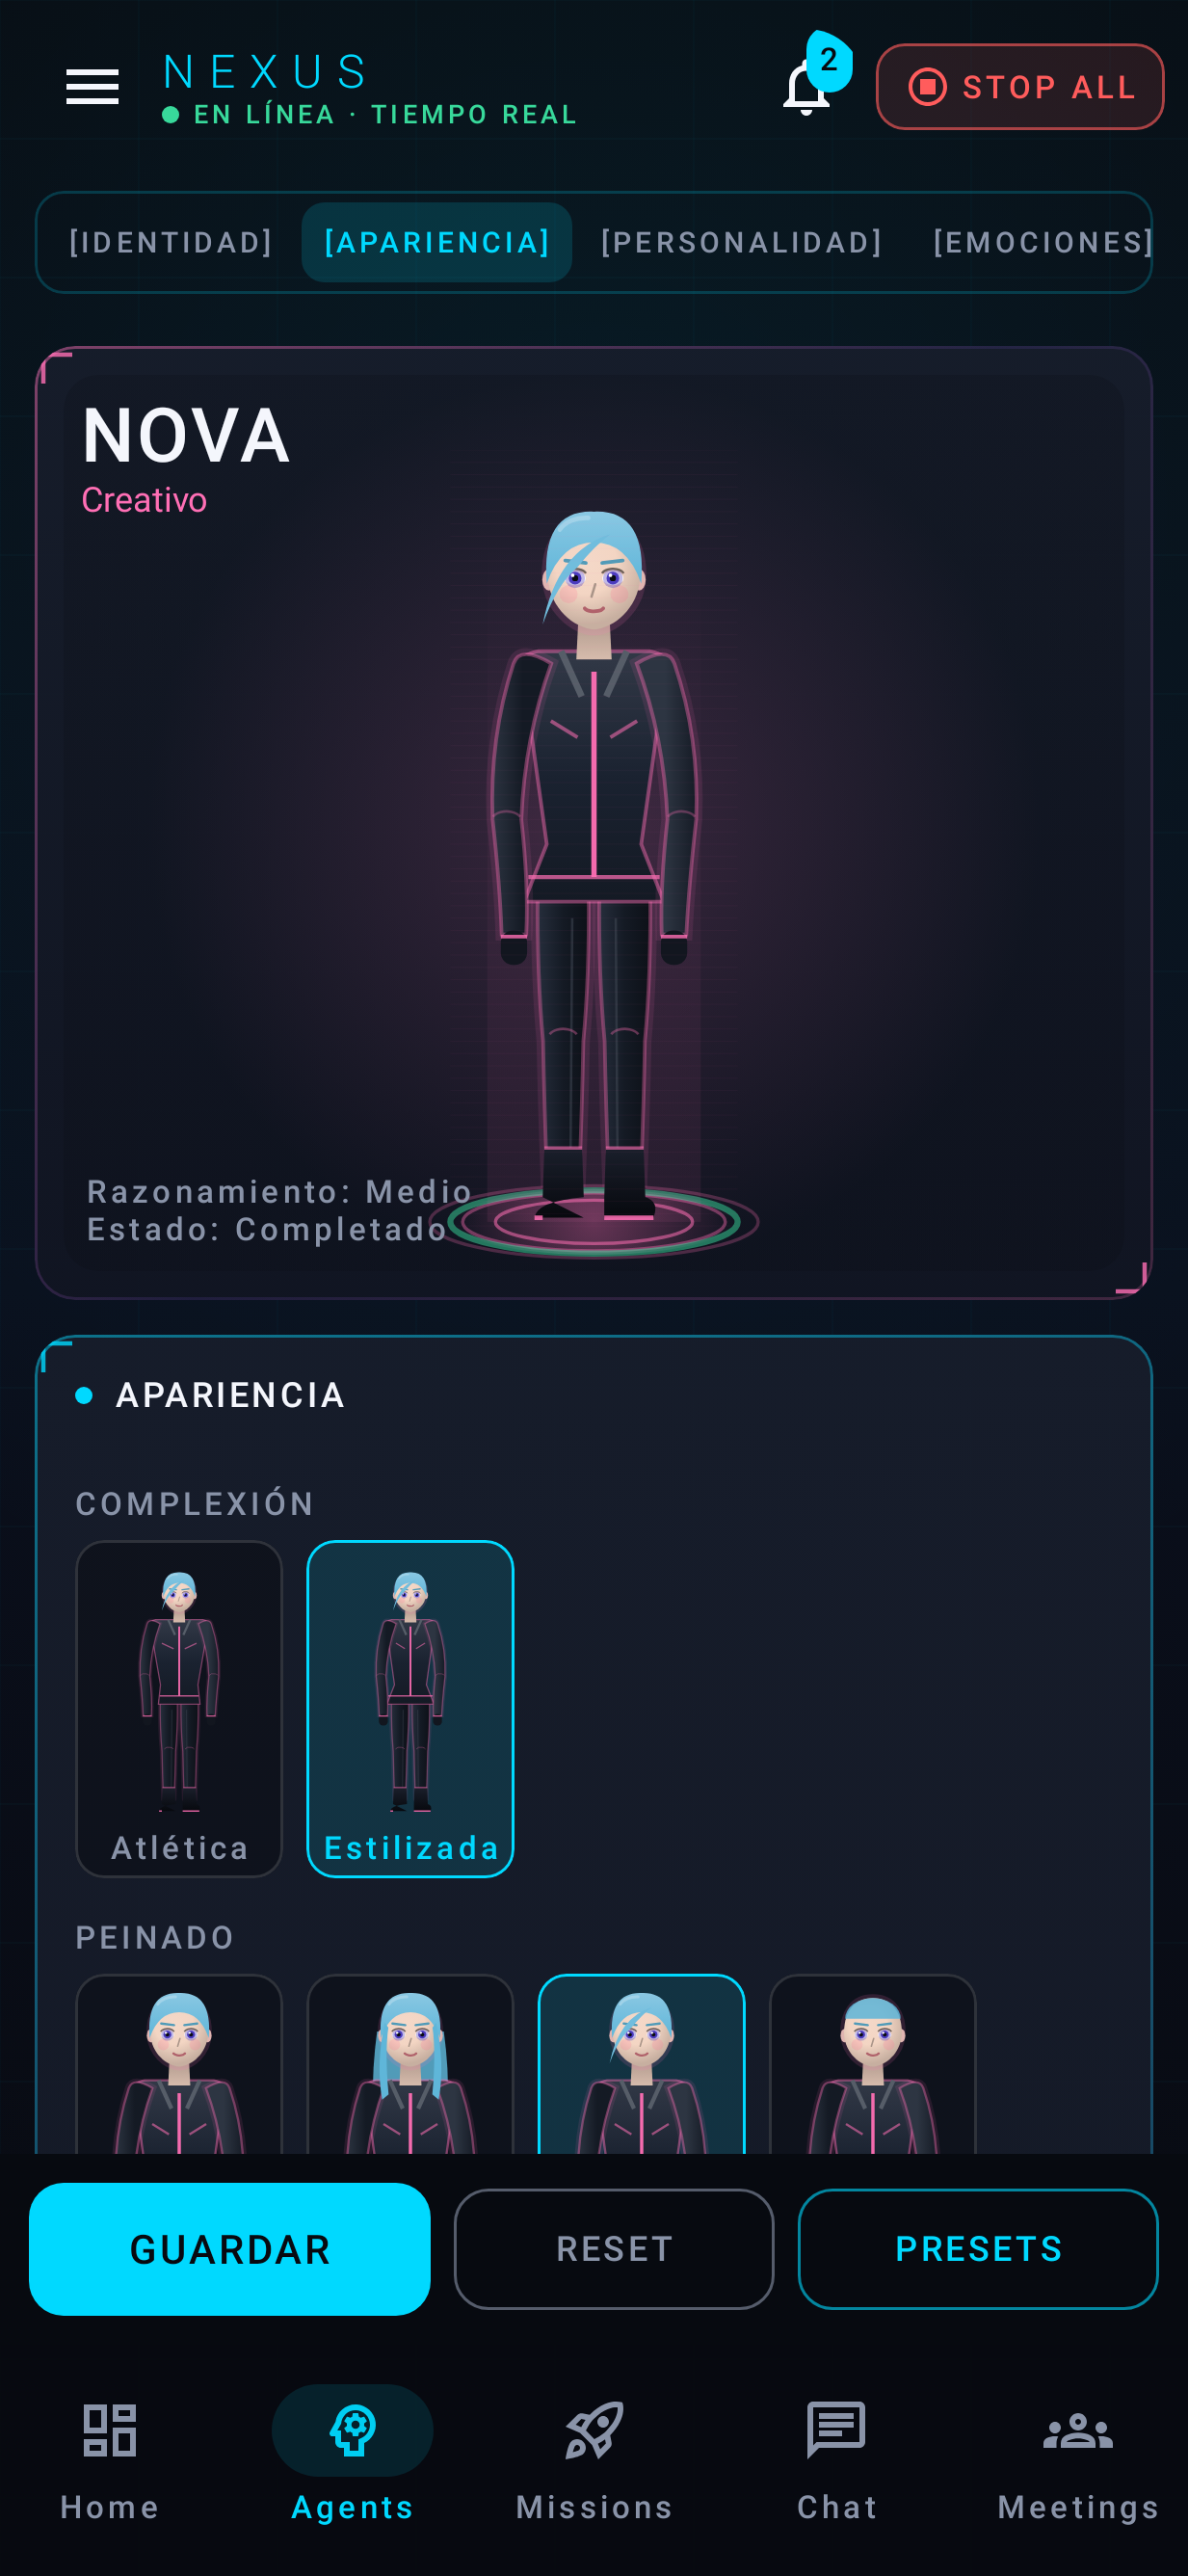 NEXUS
EN LÍNEA · TIEMPO REAL
2
STOP ALL
[IDENTIDAD]
[APARIENCIA]
[PERSONALIDAD]
[EMOCIONES]
NOVA
Creativo
Razonamiento: Medio
Estado: Completado
APARIENCIA
COMPLEXIÓN
Atlética
Estilizada
PEINADO
GUARDAR
RESET
PRESETS
Home
Agents
Missions
Chat
Meetings